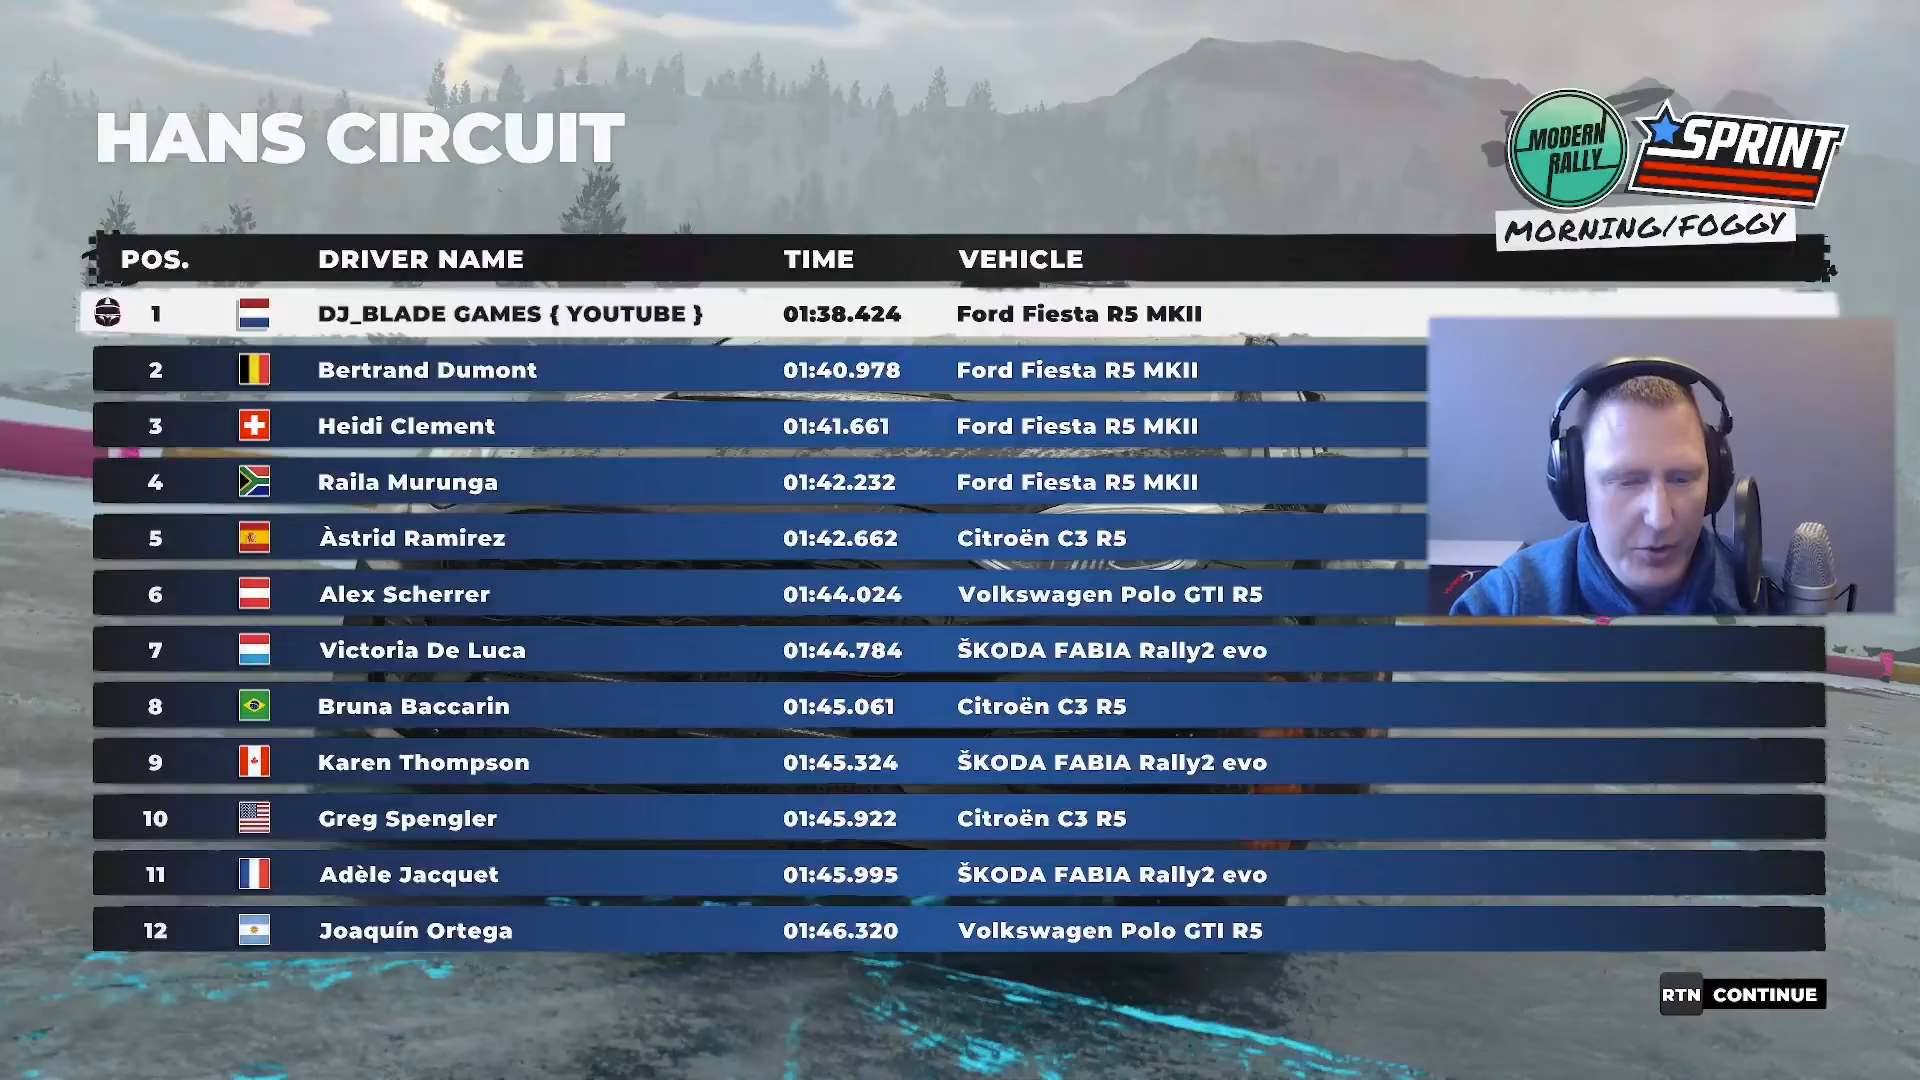 HANS CIRCUIT
MODERN RALLY
SPRINT
MORNING/FOGGY
POS. DRIVER NAME TIME VEHICLE
1 DJ_BLADE GAMES { YOUTUBE } 01:38.424 Ford Fiesta R5 MKII
2 Bertrand Dumont 01:40.978 Ford Fiesta R5 MKII
3 Heidi Clement 01:41.661 Ford Fiesta R5 MKII
4 Raila Murunga 01:42.232 Ford Fiesta R5 MKII
5 Àstrid Ramirez 01:42.662 Citroën C3 R5
6 Alex Scherrer 01:44.024 Volkswagen Polo GTI R5
7 Victoria De Luca 01:44.784 ŠKODA FABIA Rally2 evo
8 Bruna Baccarin 01:45.061 Citroën C3 R5
9 Karen Thompson 01:45.324 ŠKODA FABIA Rally2 evo
10 Greg Spengler 01:45.922 Citroën C3 R5
11 Adèle Jacquet 01:45.995 ŠKODA FABIA Rally2 evo
12 Joaquín Ortega 01:46.320 Volkswagen Polo GTI R5
RTN CONTINUE